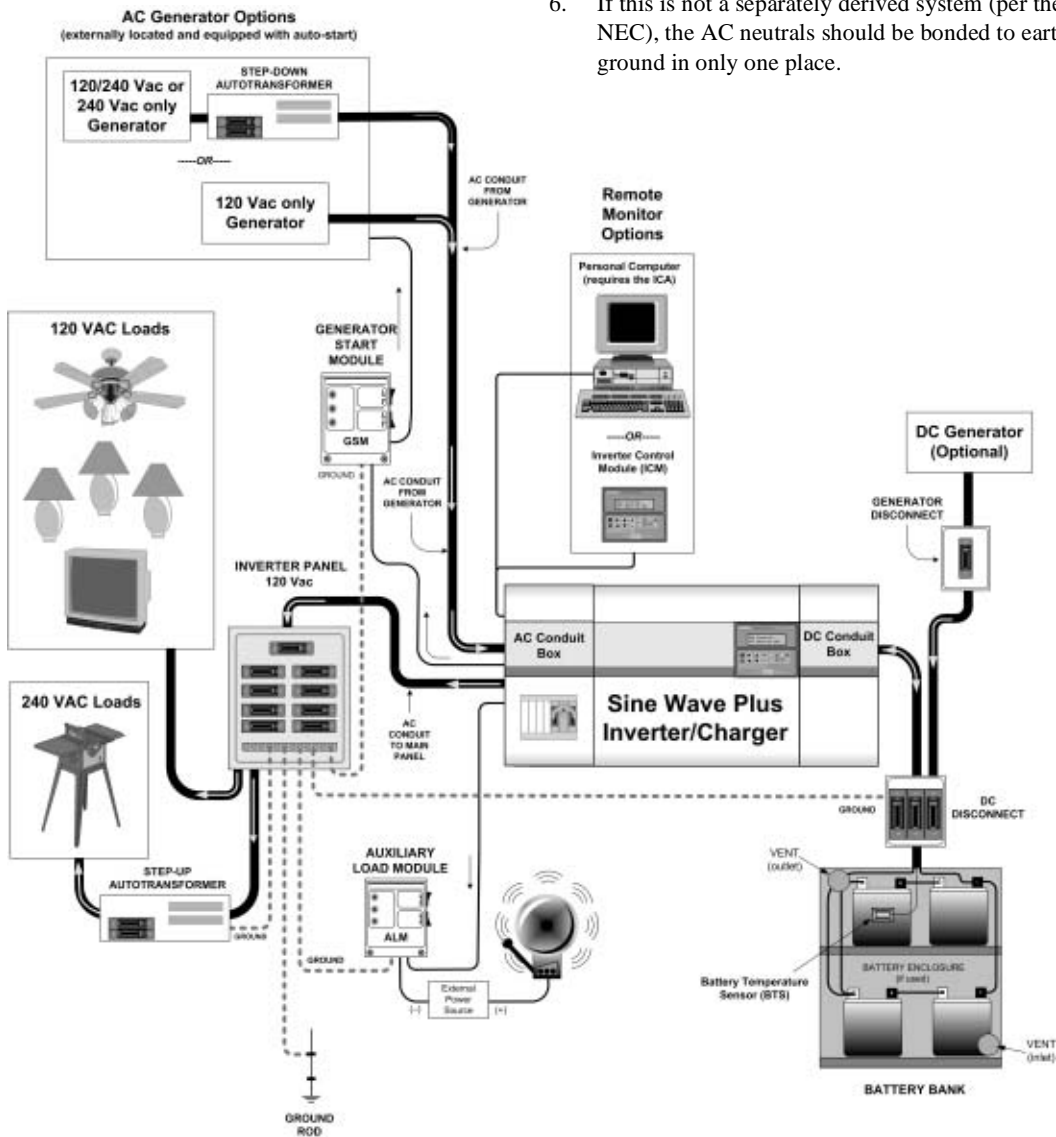 6. If this is not a separately derived system (per the
NEC), the AC neutrals should be bonded to eart
ground in only one place.
AC Generator Options
(externally located and equipped with auto-start)
120/240 Vac or
240 Vac only
Generator
STEP-DOWN
AUTOTRANSFORMER
-----OR-----
120 Vac only
Generator
AC CONDUIT
FROM
GENERATOR
Remote
Monitor
Options
Personal Computer
(requires the ICA)
-----OR-----
Inverter Control
Module (ICM)
120 VAC Loads
GENERATOR
START
MODULE
GSM
GROUND
AC CONDUIT
FROM
GENERATOR
DC Generator
(Optional)
GENERATOR
DISCONNECT
INVERTER PANEL
120 Vac
AC Conduit
Box
DC Conduit
Box
Sine Wave Plus
Inverter/Charger
AC
CONDUIT
TO MAIN
PANEL
240 VAC Loads
STEP-UP
AUTOTRANSFORMER
GROUND
GROUND
DC
DISCONNECT
AUXILIARY
LOAD MODULE
ALM
GROUND
External
Power
Source
(–)
(+)
VENT
(outlet)
Battery Temperature
Sensor (BTS)
BATTERY ENCLOSURE
(if used)
VENT
(inlet)
BATTERY BANK
GROUND
ROD